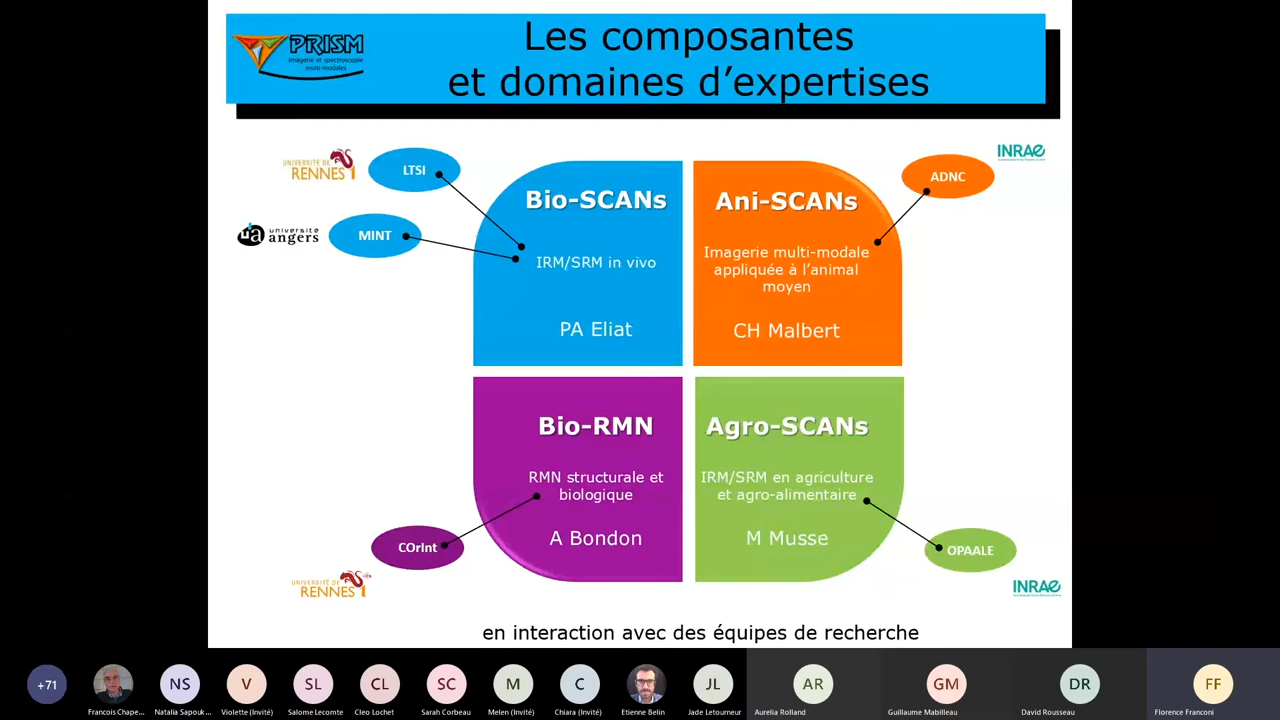 PRISM
Imagerie et spectroscopie
multi-modales
Les composantes
et domaines d'expertises
UNIVERSITÉ DE
RENNES 1
LTSI
ua université
angers
MINT
INRAE
ADNC
Bio-SCANs
IRM/SRM in vivo
PA Eliat
Ani-SCANs
Imagerie multi-modale
appliquée à l'animal
moyen
CH Malbert
Bio-RMN
RMN structurale et
biologique
A Bondon
Agro-SCANs
IRM/SRM en agriculture
et agro-alimentaire
M Musse
COrInt
UNIVERSITÉ DE
RENNES 1
OPAALE
INRAE
en interaction avec des équipes de recherche
+71
Francois Chape...
NS
Natalia Sapouk...
V
Violette (Invité)
SL
Salome Lecomte
CL
Cleo Lochet
SC
Sarah Corbeau
M
Melen (Invité)
C
Chiara (Invité)
Etienne Belin
JL
Jade Letourneur
AR
Aurelia Rolland
GM
Guillaume Mabilleau
DR
David Rousseau
FF
Florence Franconi